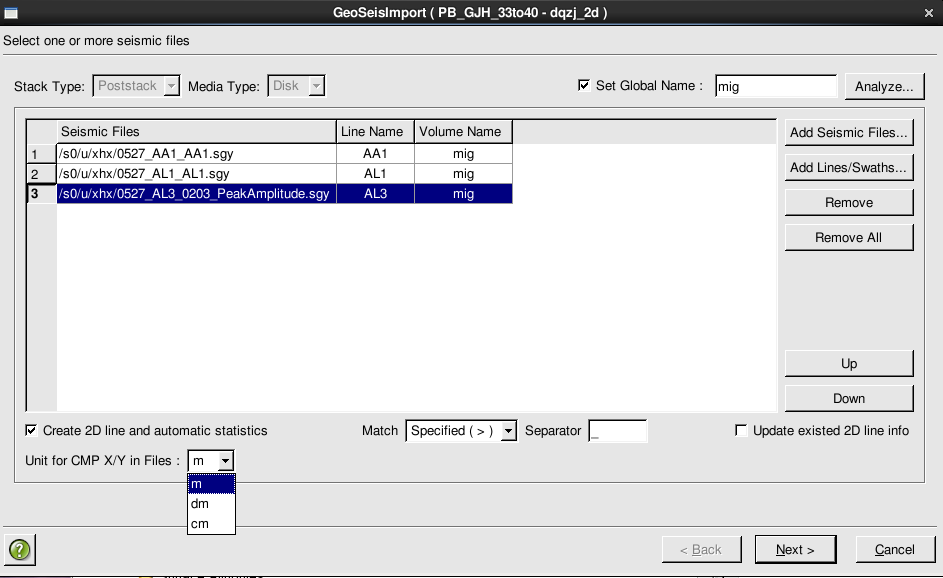 GeoSeisImport ( PB_GJH_33to40 - dqzj_2d )
Select one or more seismic files
Stack Type: Poststack Media Type: Disk Set Global Name : mig Analyze...
Seismic Files Line Name Volume Name
1 /s0/u/xhx/0527_AA1_AA1.sgy AA1 mig
2 /s0/u/xhx/0527_AL1_AL1.sgy AL1 mig
3 /s0/u/xhx/0527_AL3_0203_PeakAmplitude.sgy AL3 mig
Add Seismic Files...
Add Lines/Swaths...
Remove
Remove All
Up
Down
Create 2D line and automatic statistics Match Specified ( > ) Separator _ Update existed 2D line info
Unit for CMP X/Y in Files : m
m
dm
cm
< Back Next > Cancel